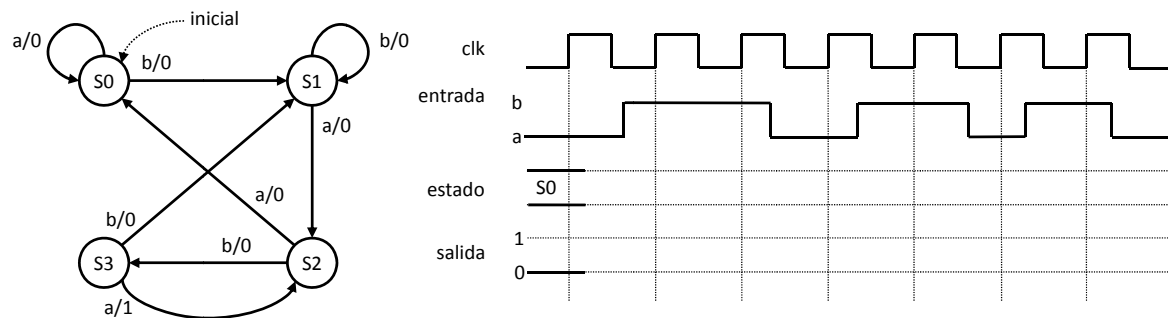 inicial
a/0
b/0
b/0
S0
S1
a/0
b/0
a/0
b/0
S3
S2
a/1
clk
entrada
b
a
estado
S0
salida
1
0